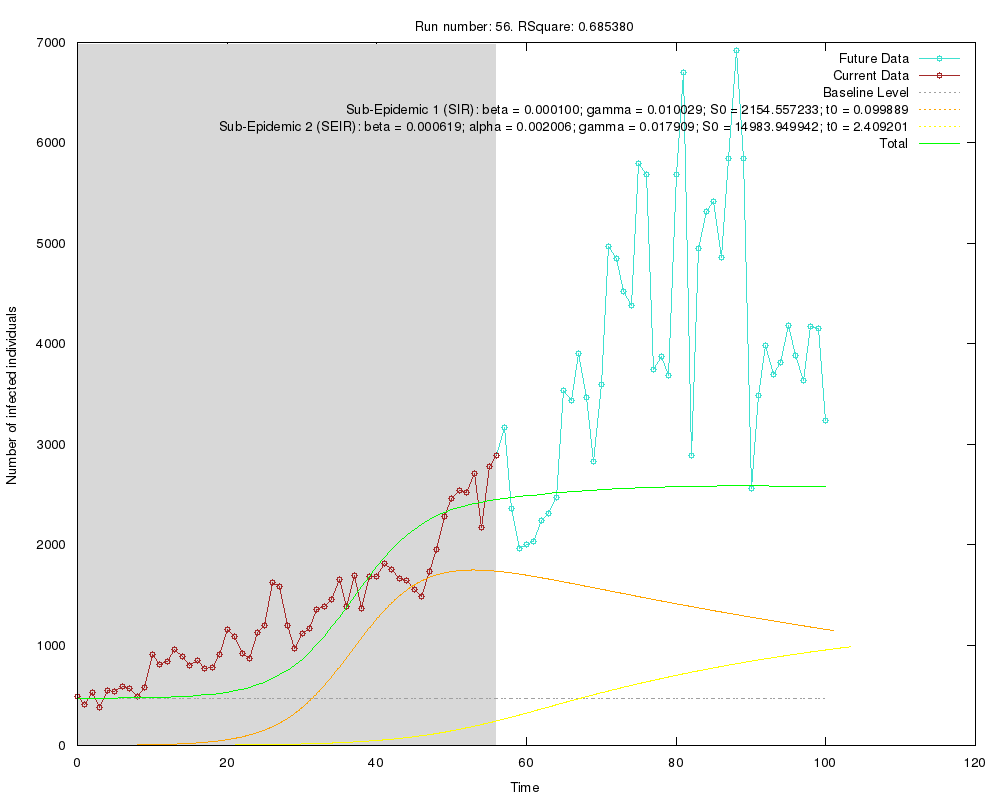 Run number: 56. RSquare: 0.685380
7000
6000
5000
4000
3000
2000
1000
0
Number of infected individuals
Future Data
Current Data
Baseline Level
Sub-Epidemic 1 (SIR): beta = 0.000100; gamma = 0.010029; S0 = 2154.557233; t0 = 0.099889
Sub-Epidemic 2 (SEIR): beta = 0.000619; alpha = 0.002006; gamma = 0.017909; S0 = 14983.949942; t0 = 2.409201
Total
0 20 40 60 80 100 120
Time